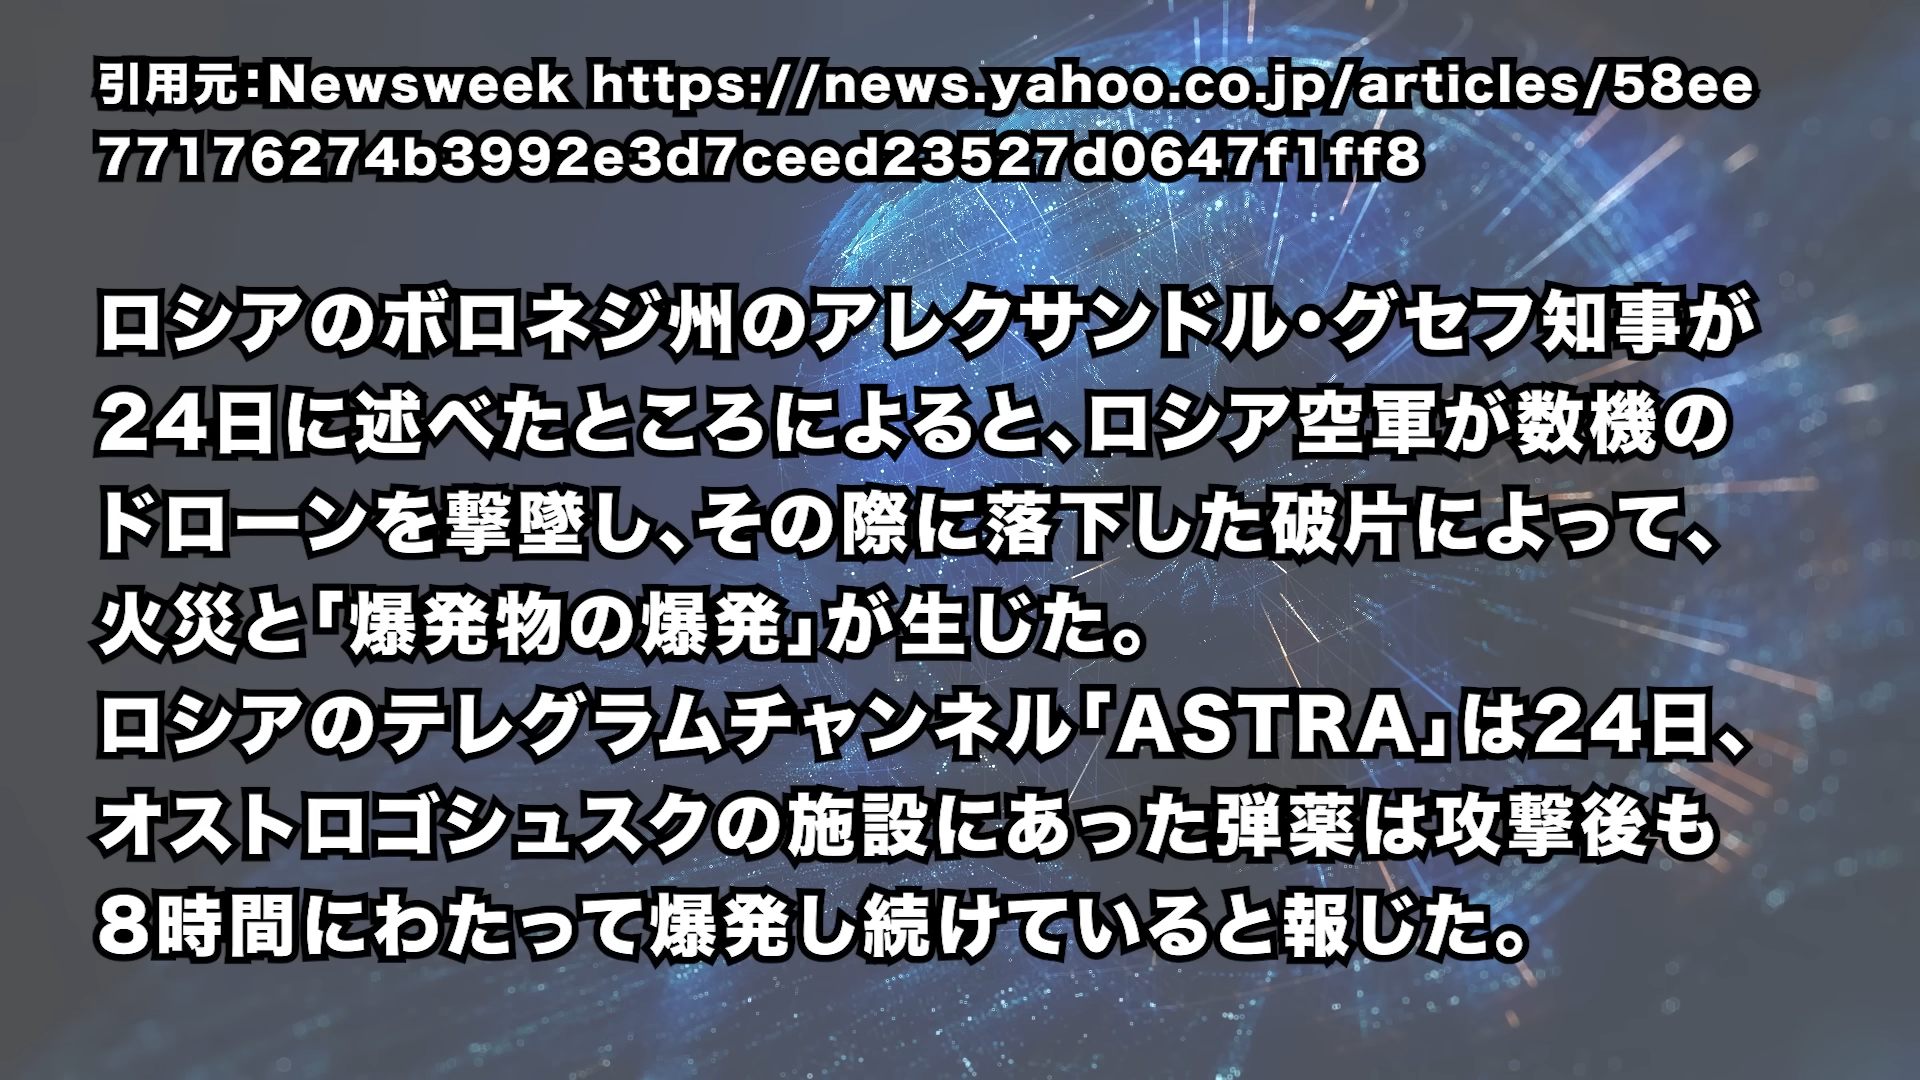 引用元：Newsweek https://news.yahoo.co.jp/articles/58ee
77176274b3992e3d7ceed23527d0647f1ff8
ロシアのボロネジ州のアレクサンドル・グセフ知事が
24日に述べたところによると、ロシア空軍が数機の
ドローンを撃墜し、その際に落下した破片によって、
火災と「爆発物の爆発」が生じた。
ロシアのテレグラムチャンネル「ASTRA」は24日、
オストロゴシュスクの施設にあった弾薬は攻撃後も
8時間にわたって爆発し続けていると報じた。